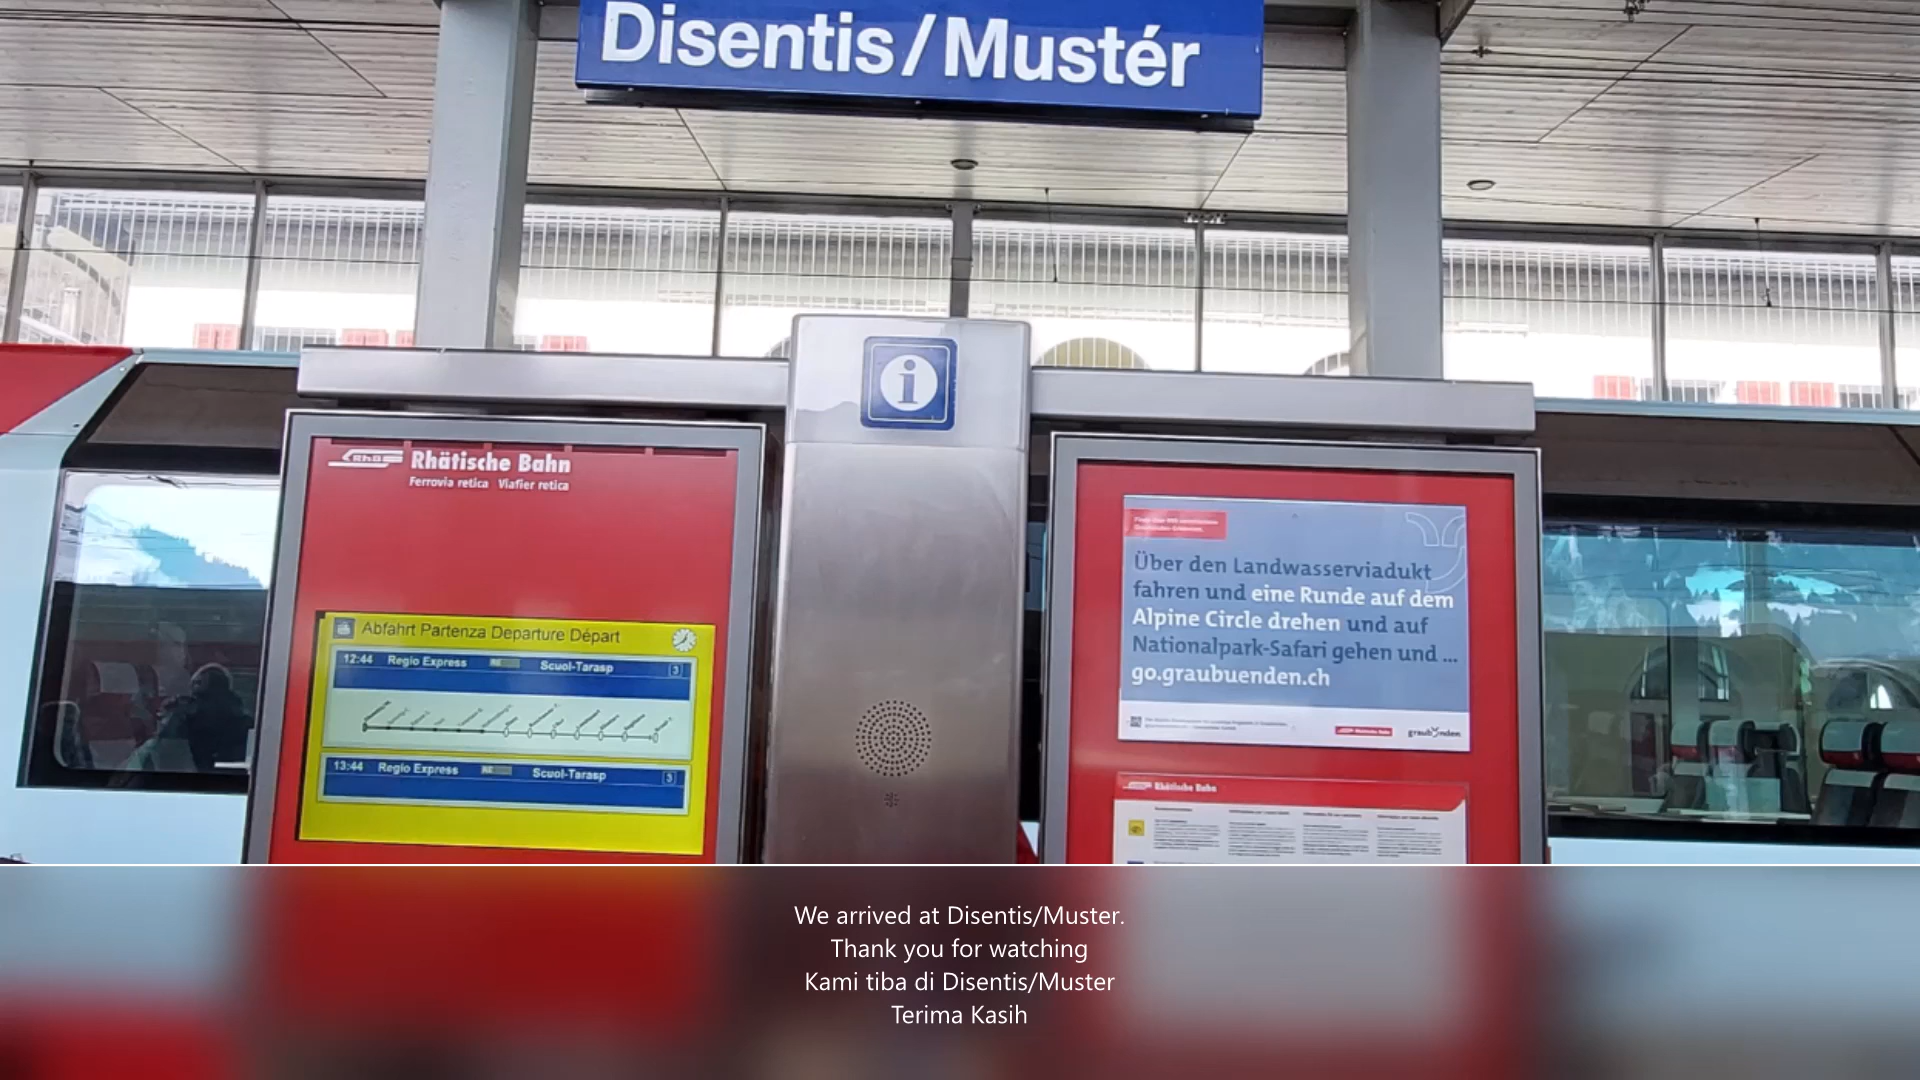 Disentis/Mustér
i
RhB Rhätische Bahn
Ferrovia retica Viafier retica
Abfahrt Partenza Departure Départ
12:44 Regio Express RE Scuol-Tarasp 3
13:44 Regio Express RE Scuol-Tarasp 3
Über den Landwasserviadukt
fahren und eine Runde auf dem
Alpine Circle drehen und auf
Nationalpark-Safari gehen und ...
go.graubuenden.ch
graubünden
Rhätische Bahn
We arrived at Disentis/Muster.
Thank you for watching
Kami tiba di Disentis/Muster
Terima Kasih